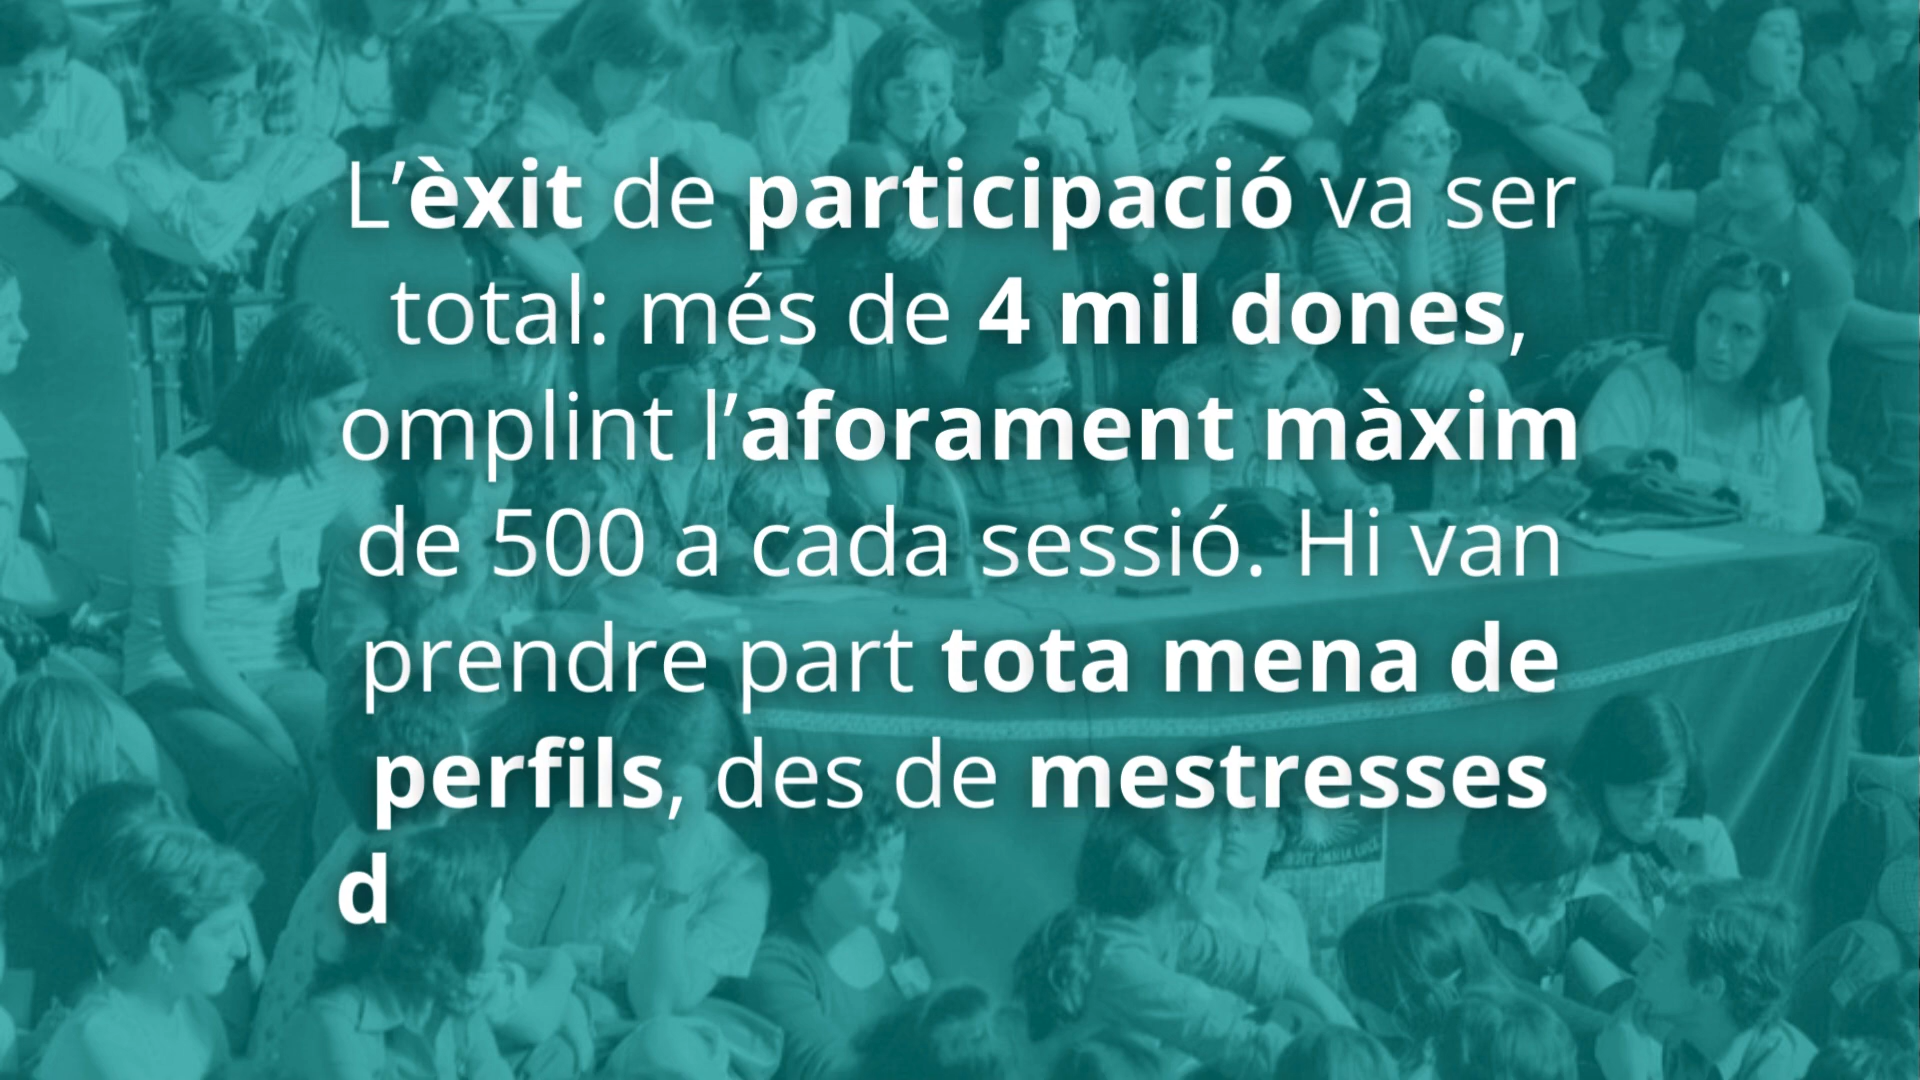 L’èxit de participació va ser
total: més de 4 mil dones,
omplint l’aforament màxim
de 500 a cada sessió. Hi van
prendre part tota mena de
perfils, des de mestresses
d